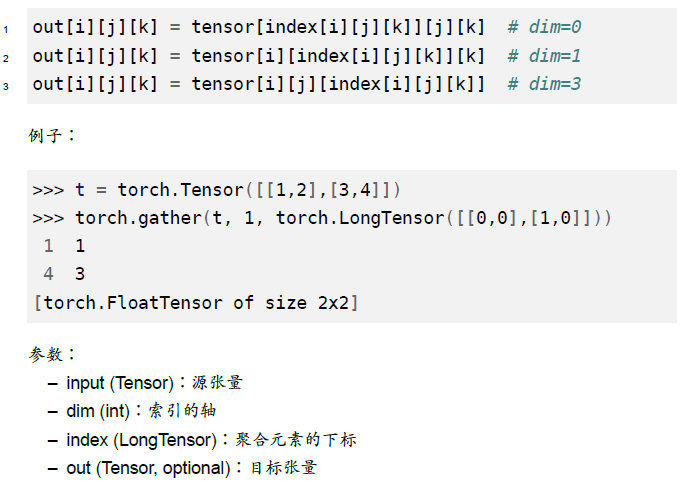 1 out[i][j][k] = tensor[index[i][j][k]][j][k]  # dim=0
2 out[i][j][k] = tensor[i][index[i][j][k]][k]  # dim=1
3 out[i][j][k] = tensor[i][j][index[i][j][k]]  # dim=3
例子：
>>> t = torch.Tensor([[1,2],[3,4]])
>>> torch.gather(t, 1, torch.LongTensor([[0,0],[1,0]]))
 1  1
 4  3
[torch.FloatTensor of size 2x2]
参数：
– input (Tensor)：源张量
– dim (int)：索引的轴
– index (LongTensor)：聚合元素的下标
– out (Tensor, optional)：目标张量